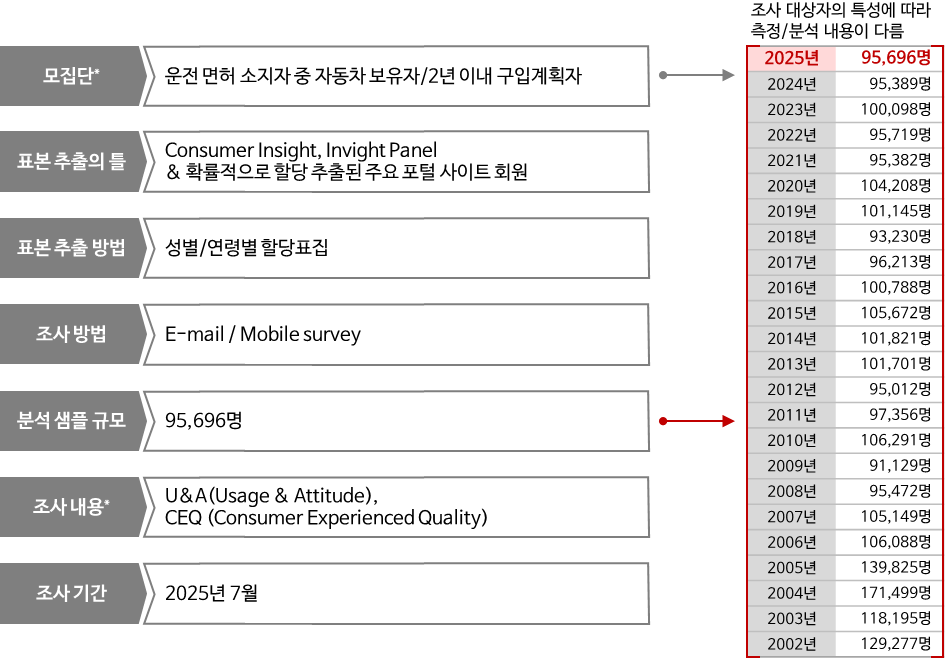 조사 대상자의 특성에 따라
측정/분석 내용이 다름
모집단*
운전 면허 소지자 중 자동차 보유자/2년 이내 구입계획자
표본 추출의 틀
Consumer Insight, Invight Panel
& 확률적으로 할당 추출된 주요 포털 사이트 회원
표본 추출 방법
성별/연령별 할당표집
조사 방법
E-mail / Mobile survey
분석 샘플 규모
95,696명
조사 내용*
U&A(Usage & Attitude),
CEQ (Consumer Experienced Quality)
조사 기간
2025년 7월
2025년 95,696명
2024년 95,389명
2023년 100,098명
2022년 95,719명
2021년 95,382명
2020년 104,208명
2019년 101,145명
2018년 93,230명
2017년 96,213명
2016년 100,788명
2015년 105,672명
2014년 101,821명
2013년 101,701명
2012년 95,012명
2011년 97,356명
2010년 106,291명
2009년 91,129명
2008년 95,472명
2007년 105,149명
2006년 106,088명
2005년 139,825명
2004년 171,499명
2003년 118,195명
2002년 129,277명